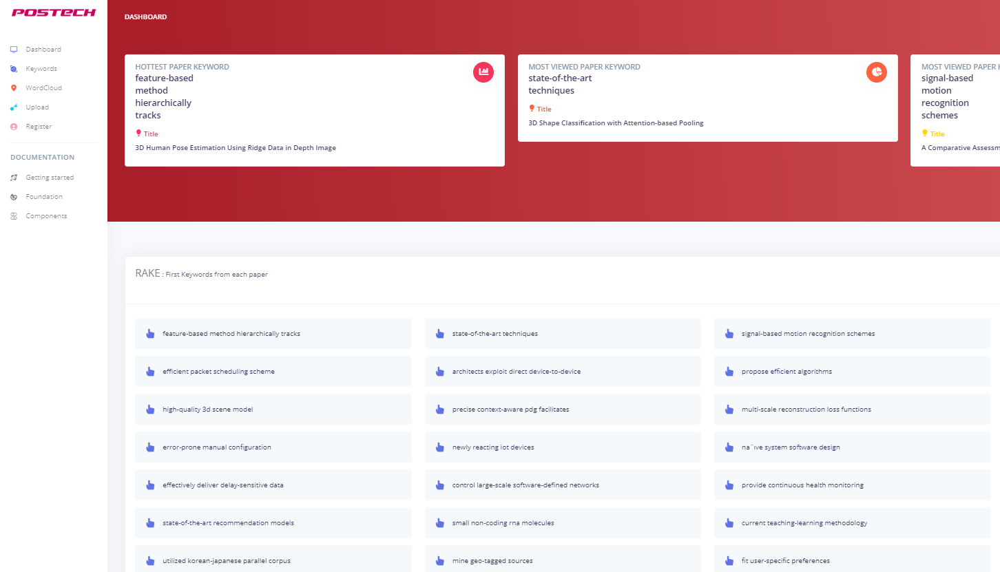 POSTECH
Dashboard
Keywords
WordCloud
Upload
Register
DOCUMENTATION
Getting started
Foundation
Components
DASHBOARD
HOTTEST PAPER KEYWORD
feature-based
method
hierarchically
tracks
Title
3D Human Pose Estimation Using Ridge Data in Depth Image
MOST VIEWED PAPER KEYWORD
state-of-the-art
techniques
Title
3D Shape Classification with Attention-based Pooling
MOST VIEWED PAPER
signal-based
motion
recognition
schemes
Title
A Comparative
RAKE : First Keywords from each paper
feature-based method hierarchically tracks
state-of-the-art techniques
signal-based motion recognition schemes
efficient packet scheduling scheme
architects exploit direct device-to-device
propose efficient algorithms
high-quality 3d scene model
precise context-aware pdg facilitates
multi-scale reconstruction loss functions
error-prone manual configuration
newly reacting iot devices
na¨ıve system software design
effectively deliver delay-sensitive data
control large-scale software-defined networks
provide continuous health monitoring
state-of-the-art recommendation models
small non-coding rna molecules
current teaching-learning methodology
utilized korean-japanese parallel corpus
mine geo-tagged sources
fit user-specific preferences